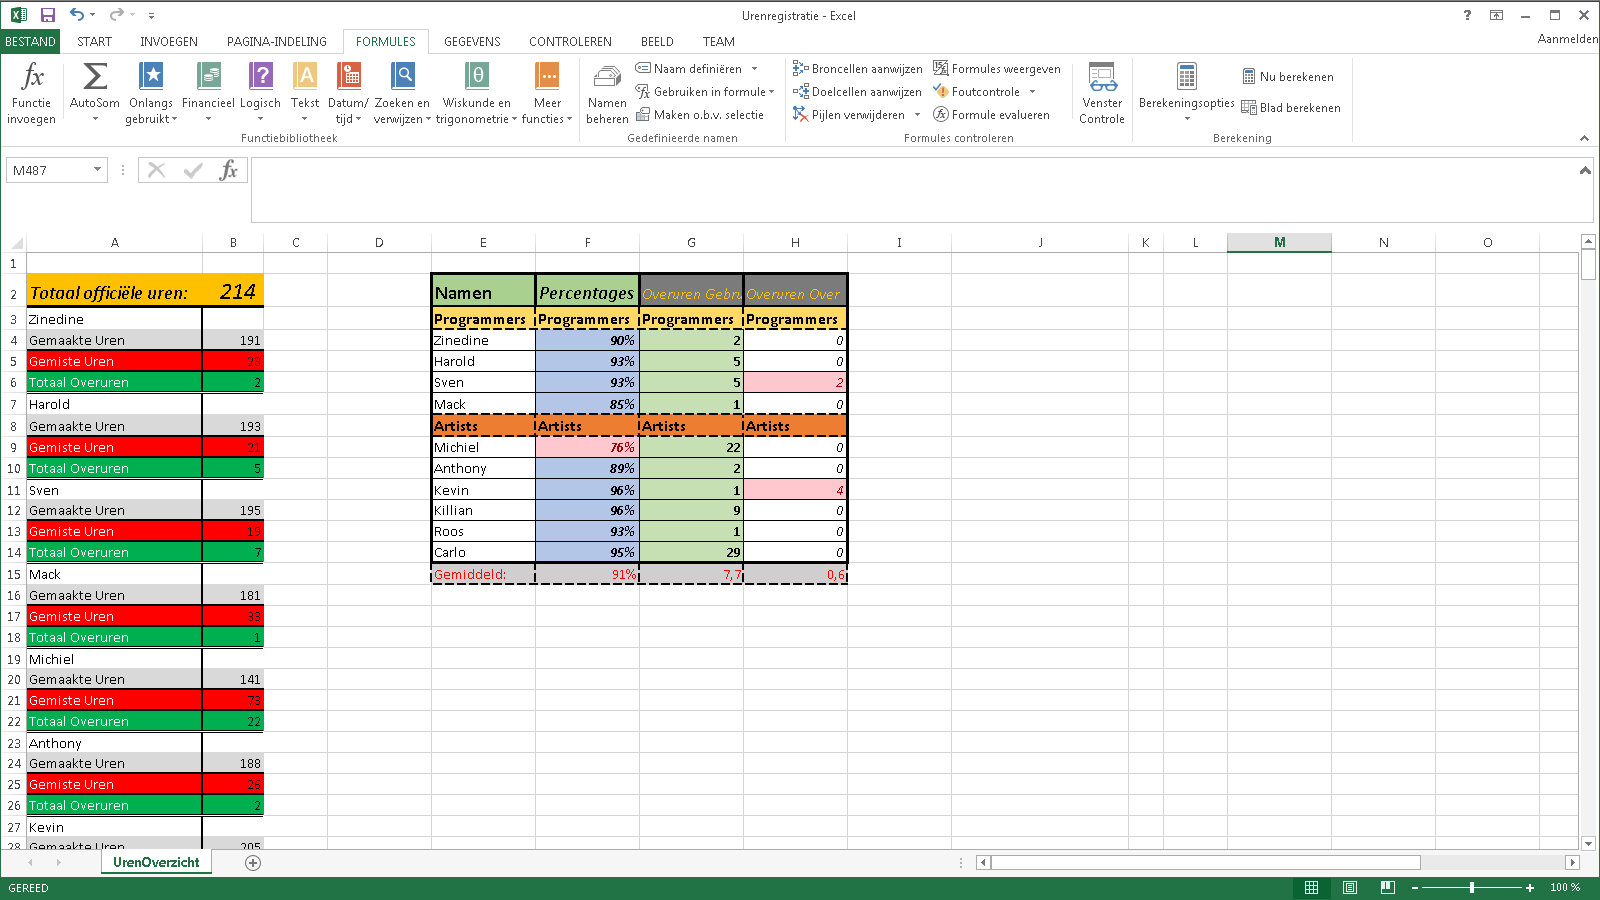 Urenregistratie - Excel
?
BESTAND START INVOEGEN PAGINA-INDELING FORMULES GEGEVENS CONTROLEREN BEELD TEAM Aanmelden
fx Functie invoegen
Σ AutoSom
Onlangs gebruikt
Financieel
? Logisch
A Tekst
Datum/ tijd
Zoeken en verwijzen
θ Wiskunde en trigonometrie
Meer functies
Functiebibliotheek
Namen beheren
Naam definiëren
Gebruiken in formule
Maken o.b.v. selectie
Gedefinieerde namen
Broncellen aanwijzen
Doelcellen aanwijzen
Pijlen verwijderen
Formules weergeven
Foutcontrole
Formule evalueren
Formules controleren
Venster Controle
Berekeningsopties
Nu berekenen
Blad berekenen
Berekening
M487 fx
A B C D E F G H I J K L M N O
1
2 Totaal officiële uren: 214 Namen Percentages Overuren Gebru Overuren Over
3 Zinedine Programmers Programmers Programmers Programmers
4 Gemaakte Uren 191 Zinedine 90% 2 0
5 Gemiste Uren 23 Harold 93% 5 0
6 Totaal Overuren 2 Sven 93% 5 2
7 Harold Mack 85% 1 0
8 Gemaakte Uren 193 Artists Artists Artists Artists
9 Gemiste Uren 21 Michiel 76% 22 0
10 Totaal Overuren 5 Anthony 89% 2 0
11 Sven Kevin 96% 1 4
12 Gemaakte Uren 195 Killian 96% 9 0
13 Gemiste Uren 19 Roos 93% 1 0
14 Totaal Overuren 7 Carlo 95% 29 0
15 Mack Gemiddeld: 91% 7,7 0,6
16 Gemaakte Uren 181
17 Gemiste Uren 33
18 Totaal Overuren 1
19 Michiel
20 Gemaakte Uren 141
21 Gemiste Uren 73
22 Totaal Overuren 22
23 Anthony
24 Gemaakte Uren 188
25 Gemiste Uren 26
26 Totaal Overuren 2
27 Kevin
28 Gemaakte Uren 205
UrenOverzicht
GEREED 100 %